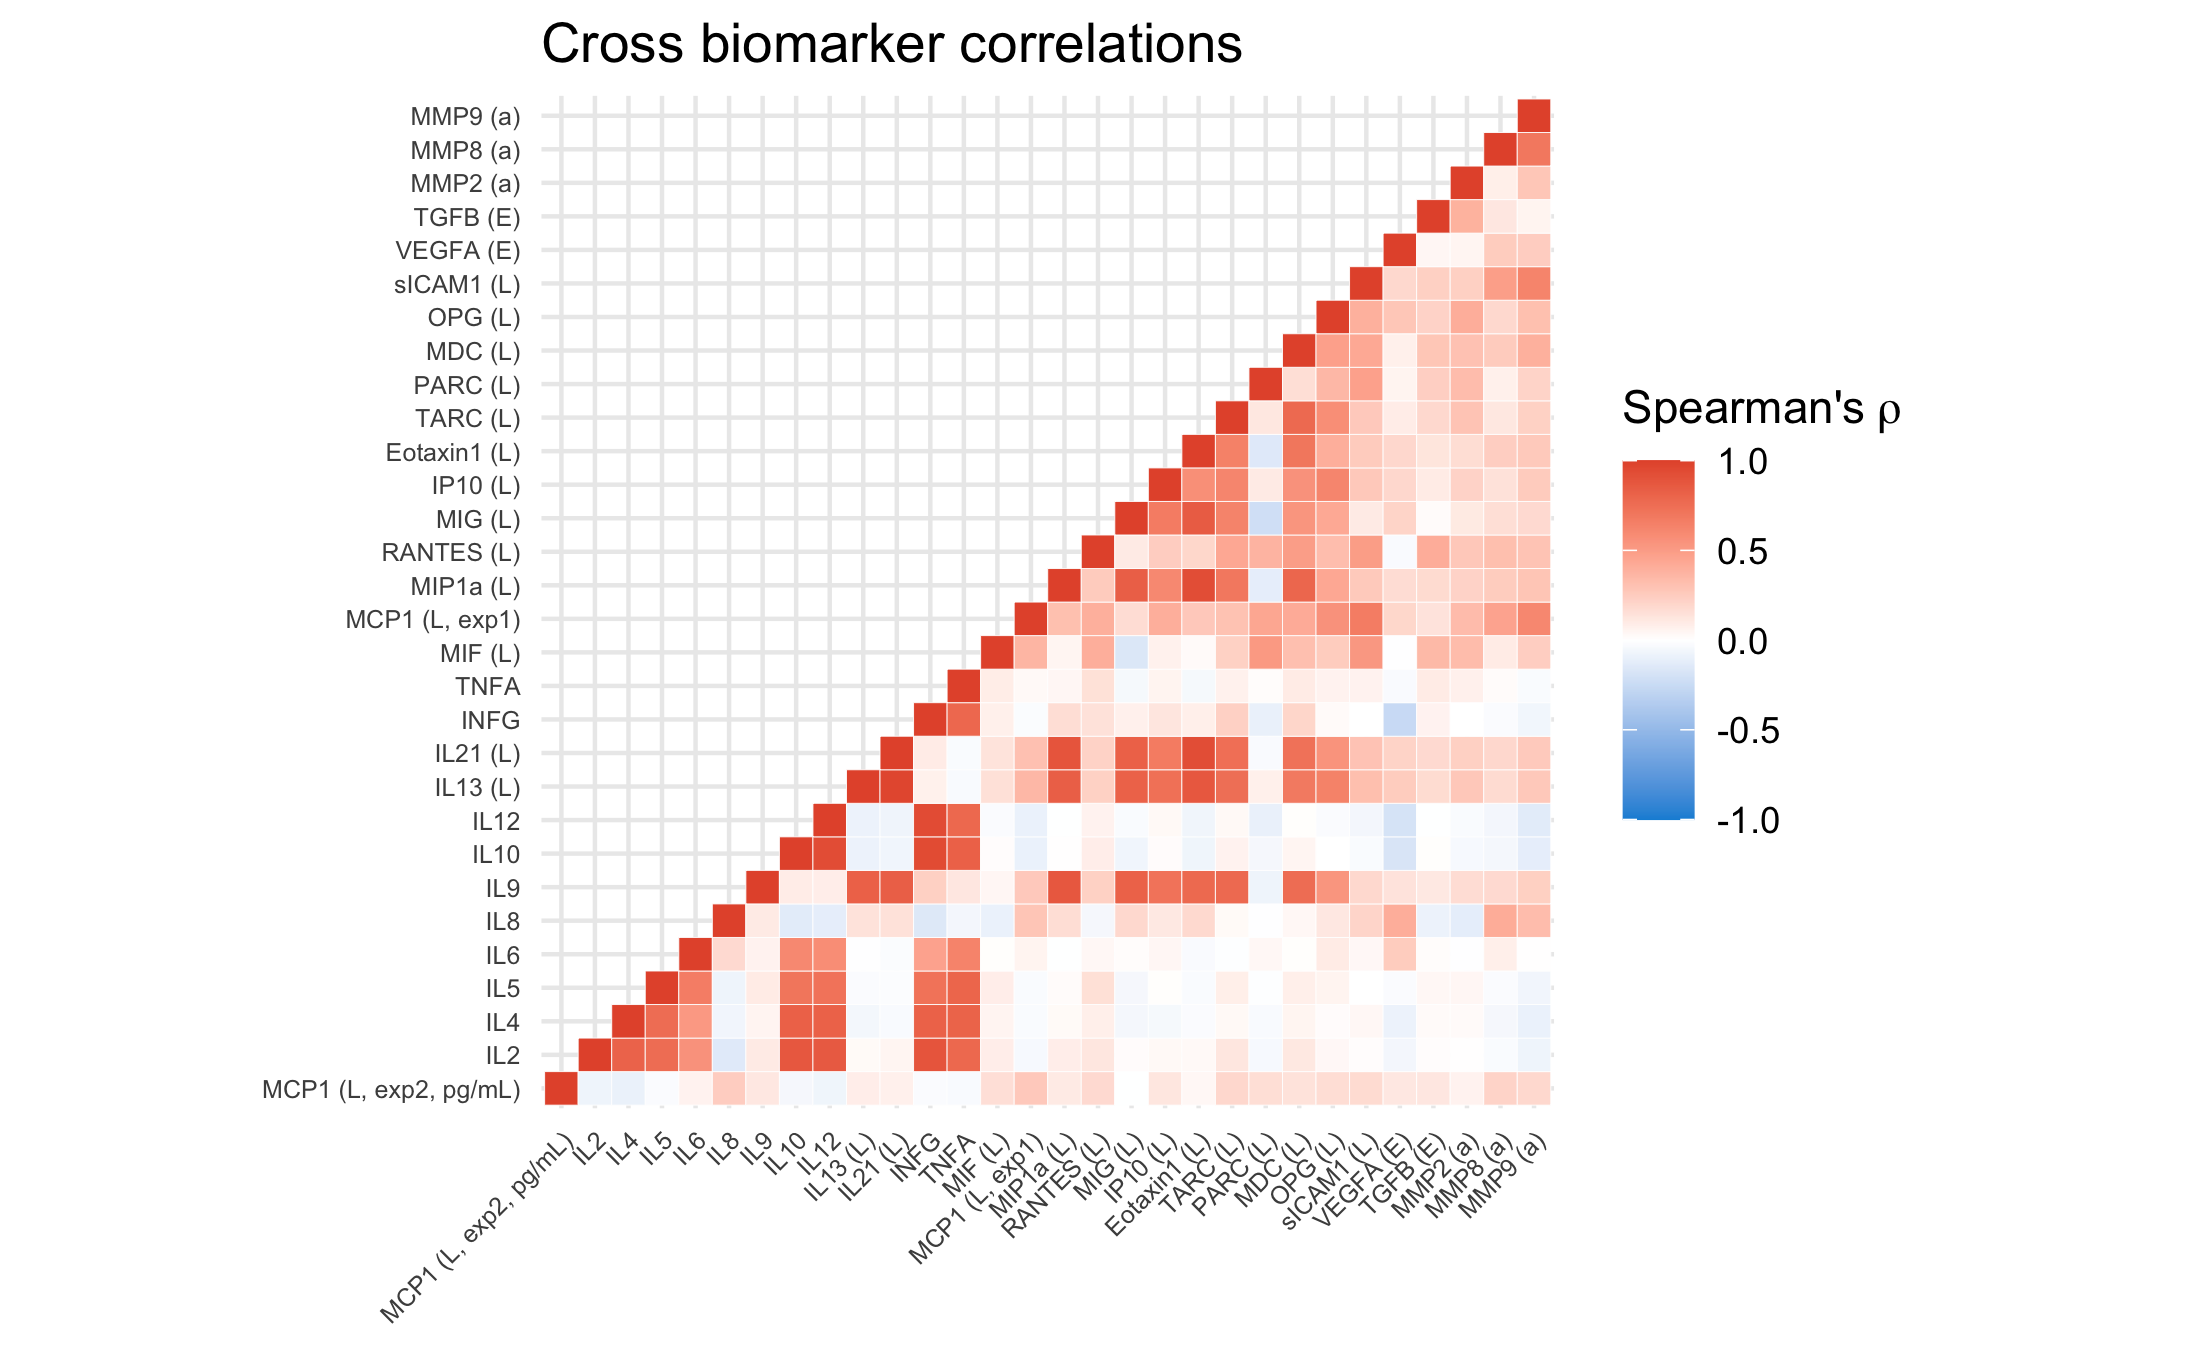 Cross biomarker correlations
MMP9 (a)
MMP8 (a)
MMP2 (a)
TGFB (E)
VEGFA (E)
sICAM1 (L)
OPG (L)
MDC (L)
PARC (L)
TARC (L)
Eotaxin1 (L)
IP10 (L)
MIG (L)
RANTES (L)
MIP1a (L)
MCP1 (L, exp1)
MIF (L)
TNFA
INFG
IL21 (L)
IL13 (L)
IL12
IL10
IL9
IL8
IL6
IL5
IL4
IL2
MCP1 (L, exp2, pg/mL)
MCP1 (L, exp2, pg/mL)
IL2
IL4
IL5
IL6
IL8
IL9
IL10
IL12
IL13 (L)
IL21 (L)
INFG
TNFA
MIF (L)
MCP1 (L, exp1)
MIP1a (L)
RANTES (L)
MIG (L)
IP10 (L)
Eotaxin1 (L)
TARC (L)
PARC (L)
MDC (L)
OPG (L)
sICAM1 (L)
VEGFA (E)
TGFB (E)
MMP2 (a)
MMP8 (a)
MMP9 (a)
Spearman's ρ
1.0
0.5
0.0
-0.5
-1.0